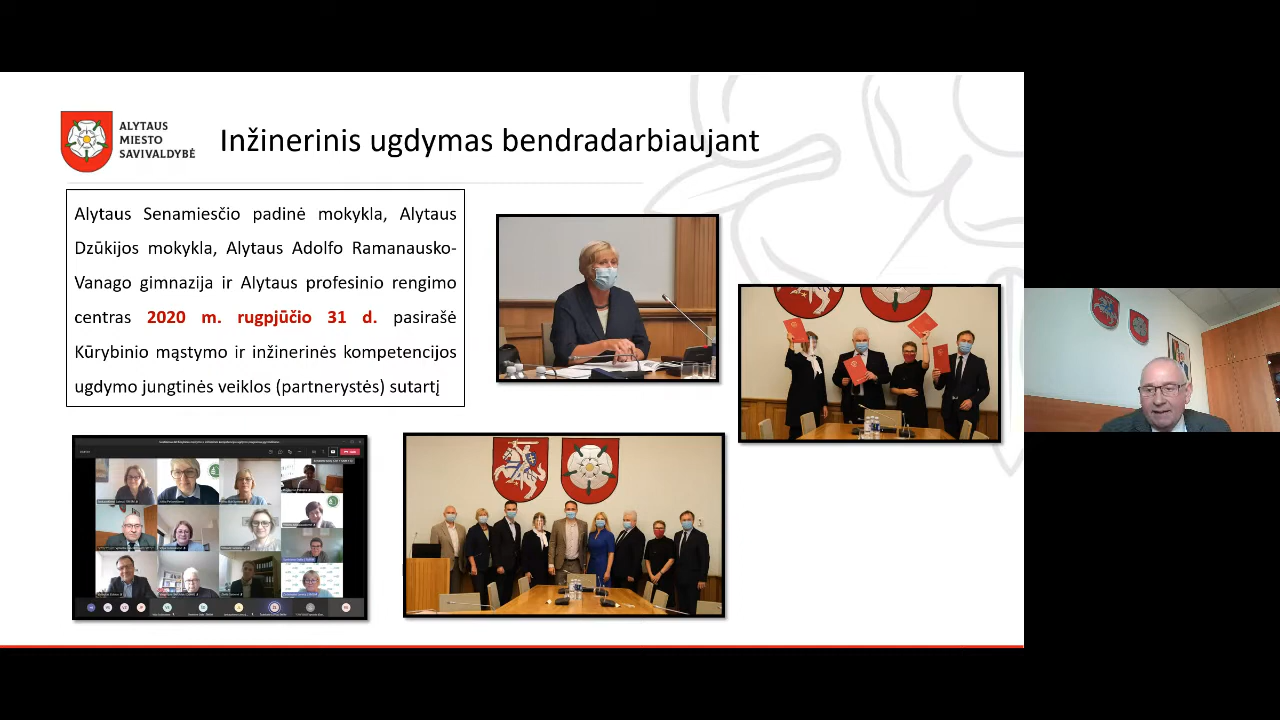 ALYTAUS
MIESTO
SAVIVALDYBĖ
Inžinerinis ugdymas bendradarbiaujant
Alytaus Senamiesčio padinė mokykla, Alytaus
Dzūkijos mokykla, Alytaus Adolfo Ramanausko-
Vanago gimnazija ir Alytaus profesinio rengimo
centras 2020 m. rugpjūčio 31 d. pasirašė
Kūrybinio mąstymo ir inžinerinės kompetencijos
ugdymo jungtinės veiklos (partnerystės) sutartį